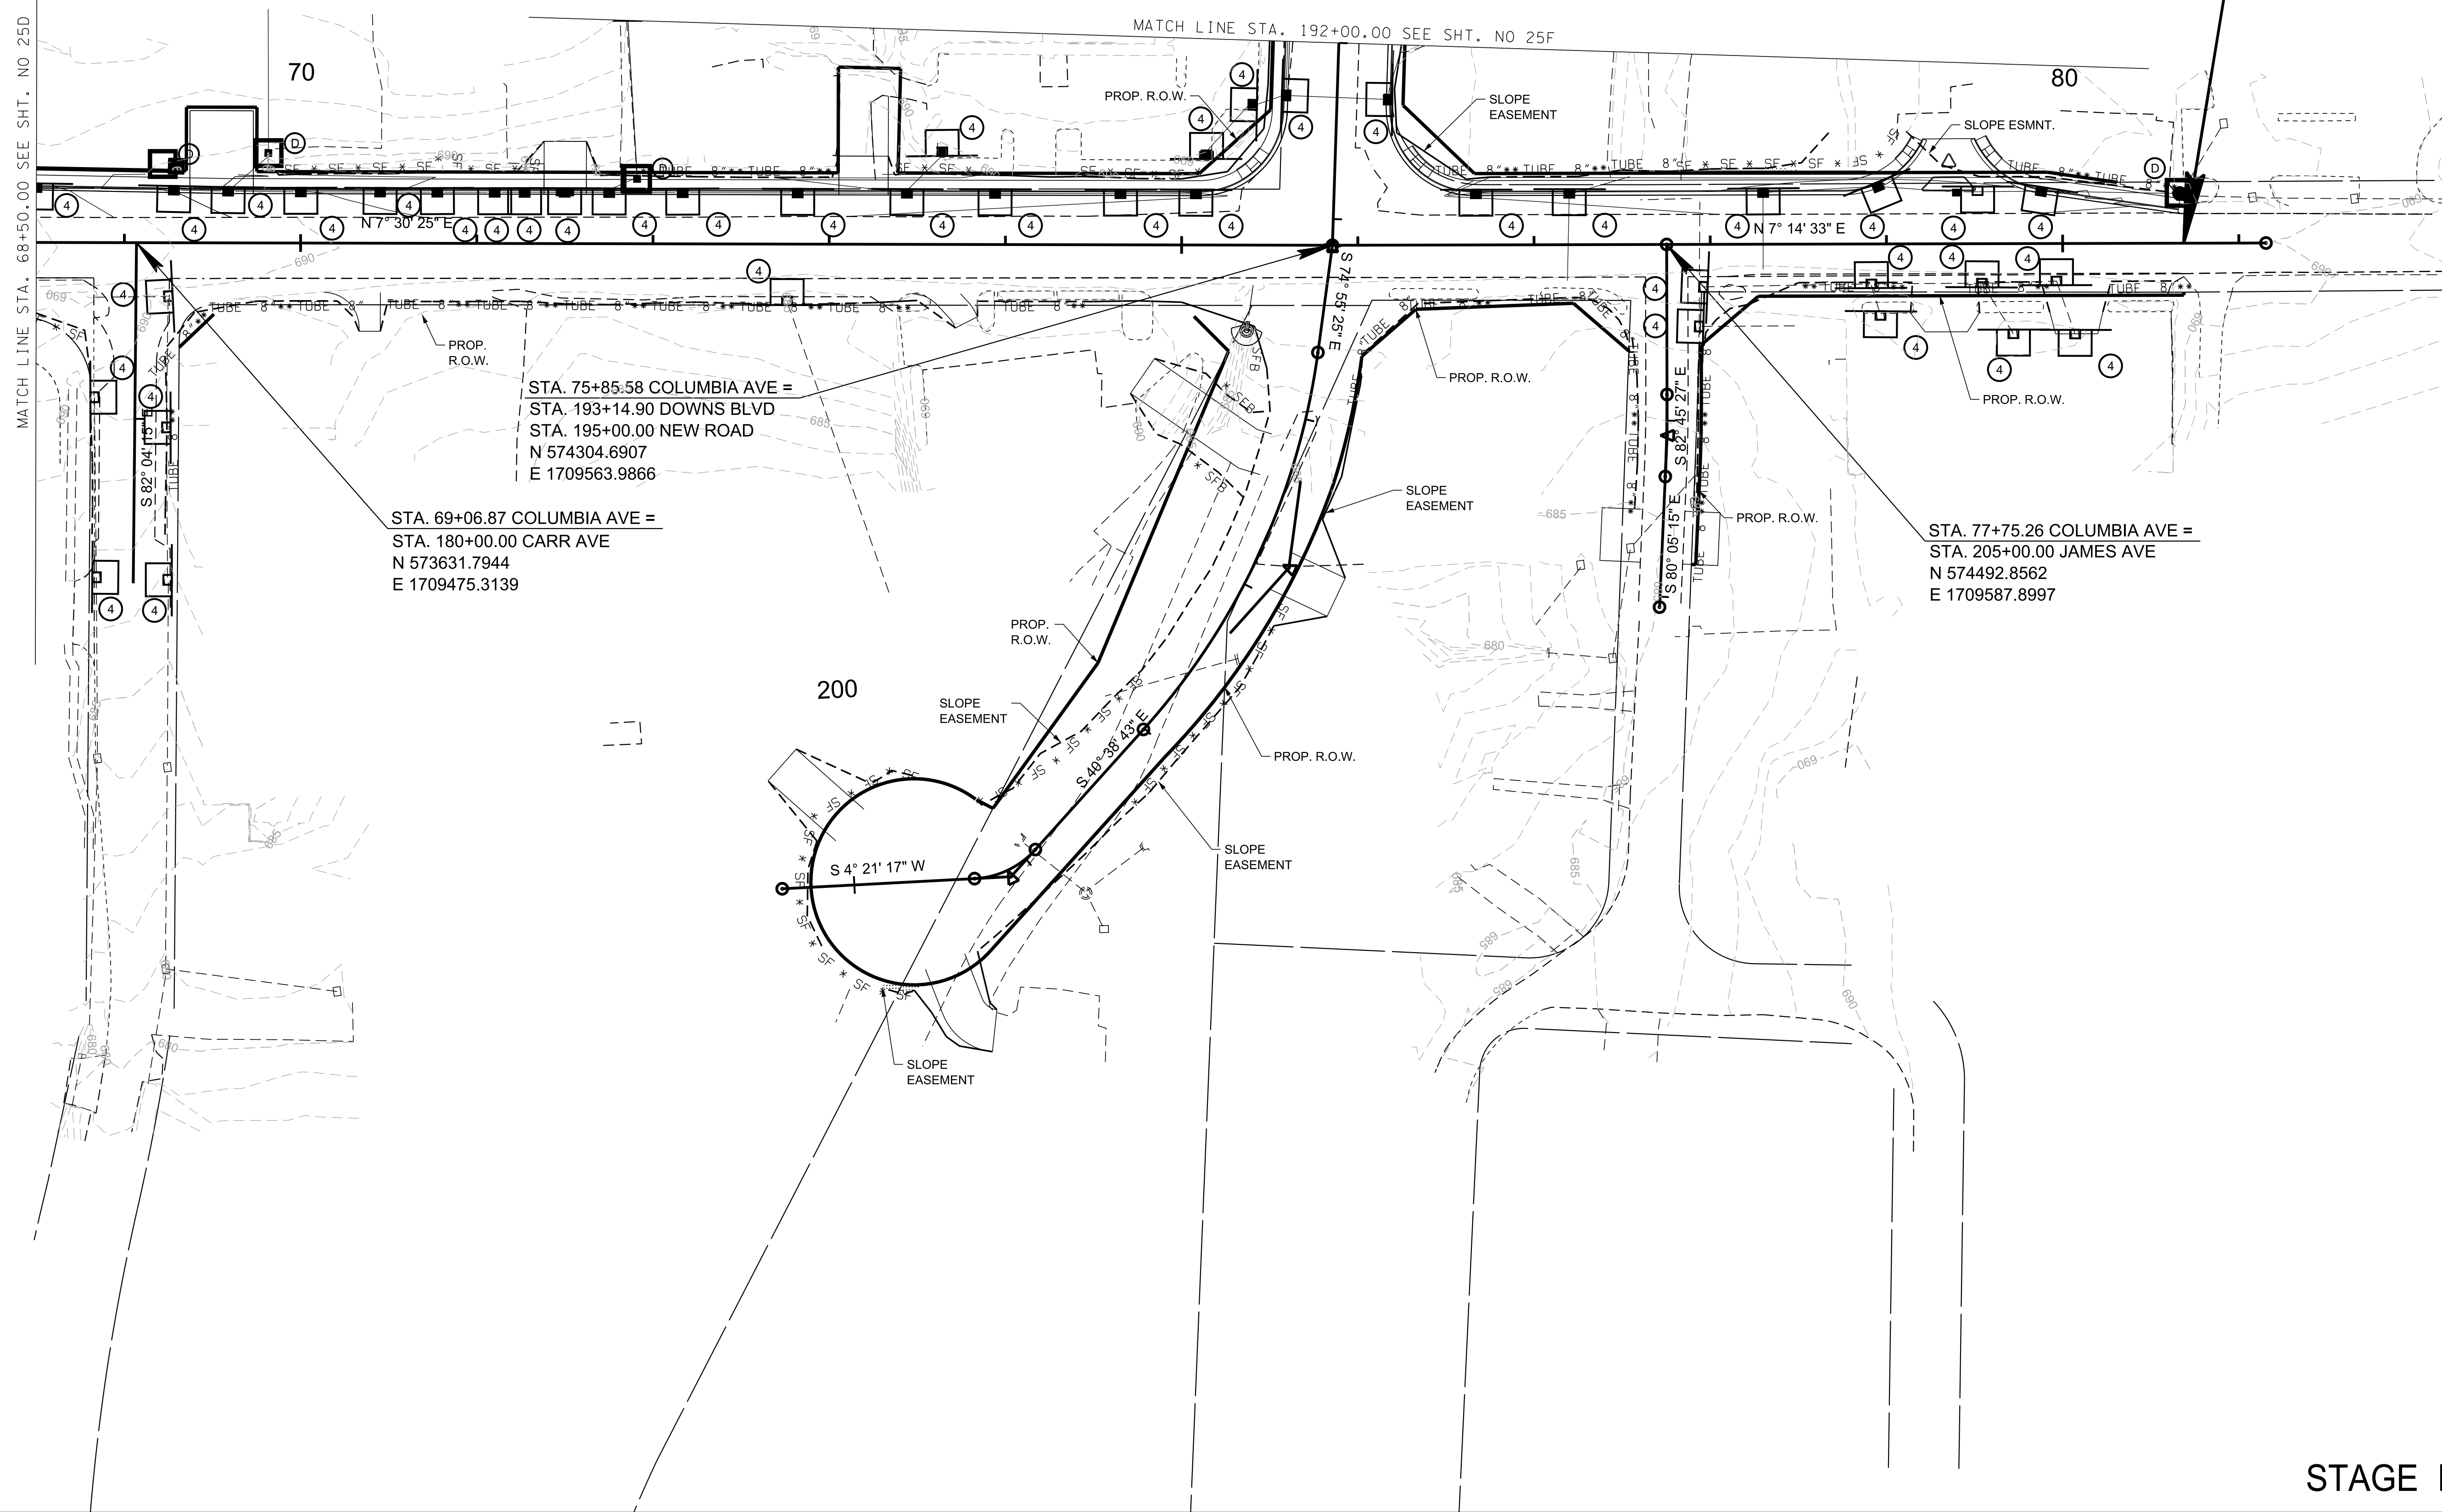 MATCH LINE STA. 192+00.00 SEE SHT. NO 25F
MATCH LINE STA. 68+50.00 SEE SHT. NO 25D
70
80
PROP. R.O.W.
SLOPE
EASEMENT
SLOPE ESMNT.
D
D
D
D
N 7° 30' 25" E
N 7° 14' 33" E
S 74° 55' 25" E
S 82° 04' 15" E
S 82° 45' 27" E
S 80° 05' 15" E
PROP.
R.O.W.
STA. 75+85.58 COLUMBIA AVE =
STA. 193+14.90 DOWNS BLVD
STA. 195+00.00 NEW ROAD
N 574304.6907
E 1709563.9866
STA. 69+06.87 COLUMBIA AVE =
STA. 180+00.00 CARR AVE
N 573631.7944
E 1709475.3139
PROP. R.O.W.
PROP. R.O.W.
SLOPE
EASEMENT
PROP. R.O.W.
STA. 77+75.26 COLUMBIA AVE =
STA. 205+00.00 JAMES AVE
N 574492.8562
E 1709587.8997
PROP.
R.O.W.
200
SLOPE
EASEMENT
S 40° 38' 43" E
PROP. R.O.W.
SLOPE
EASEMENT
S 4° 21' 17" W
SLOPE
EASEMENT
690
685
680
STAGE